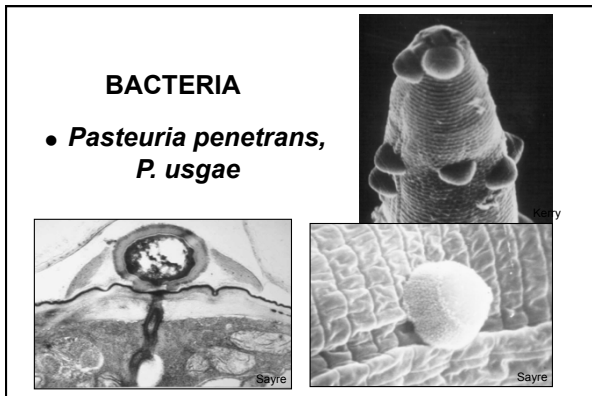 BACTERIA
• Pasteuria penetrans,
P. usgae
Kerry
Sayre
Sayre